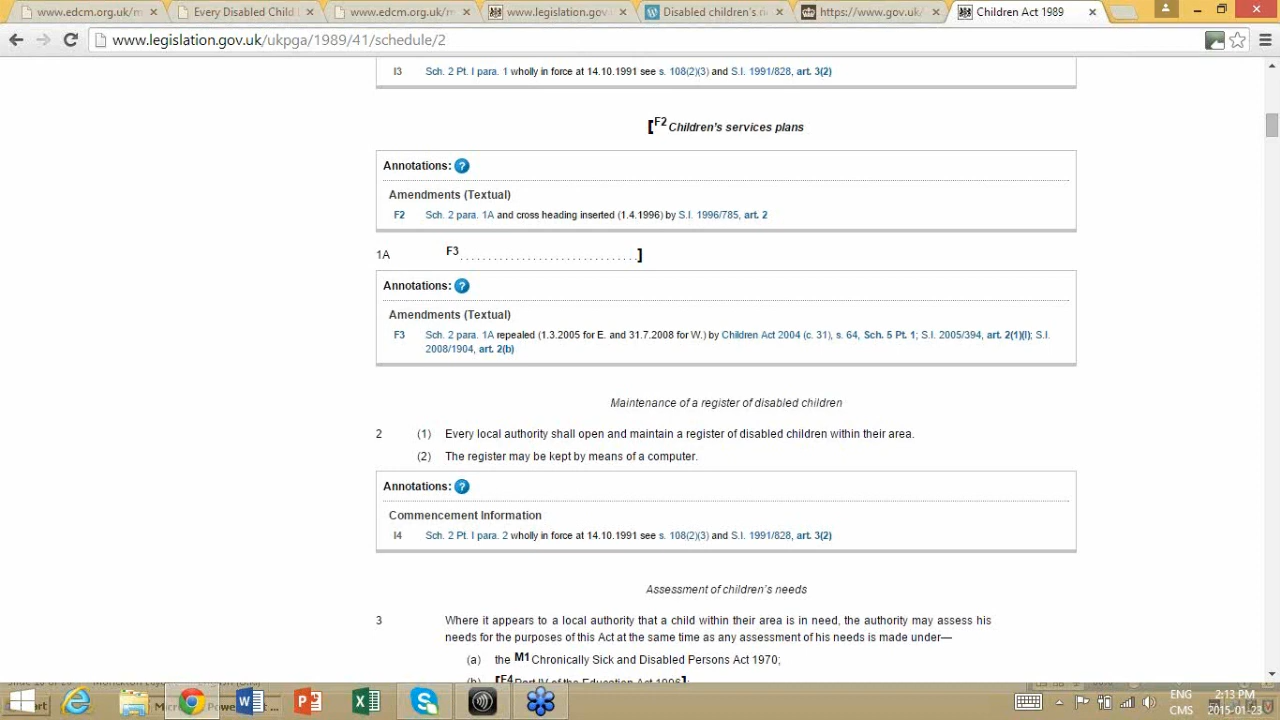 www.edcm.org.uk/m
Every Disabled Child
www.edcm.org.uk/m
www.legislation.gov
Disabled children's n
https://www.gov.uk
Children Act 1989
www.legislation.gov.uk/ukpga/1989/41/schedule/2
I3 Sch. 2 Pt. I para. 1 wholly in force at 14.10.1991 see s. 108(2)(3) and S.I. 1991/828, art. 3(2)
[F2 Children's services plans
Annotations: ?
Amendments (Textual)
F2 Sch. 2 para. 1A and cross heading inserted (1.4.1996) by S.I. 1996/785, art. 2
1A F3 . . . . . . . . . . . . . . . . . . . . . . . . . . . . . . . . ]
Annotations: ?
Amendments (Textual)
F3 Sch. 2 para. 1A repealed (1.3.2005 for E. and 31.7.2008 for W.) by Children Act 2004 (c. 31), s. 64, Sch. 5 Pt. 1; S.I. 2005/394, art. 2(1)(l); S.I.
2008/1904, art. 2(b)
Maintenance of a register of disabled children
2 (1) Every local authority shall open and maintain a register of disabled children within their area.
(2) The register may be kept by means of a computer.
Annotations: ?
Commencement Information
I4 Sch. 2 Pt. I para. 2 wholly in force at 14.10.1991 see s. 108(2)(3) and S.I. 1991/828, art. 3(2)
Assessment of children's needs
3 Where it appears to a local authority that a child within their area is in need, the authority may assess his
needs for the purposes of this Act at the same time as any assessment of his needs is made under—
(a) the M1 Chronically Sick and Disabled Persons Act 1970;
(b) [F4 Part IV of the Education Act 1996];
ENG
CMS
2:13 PM
2015-01-23